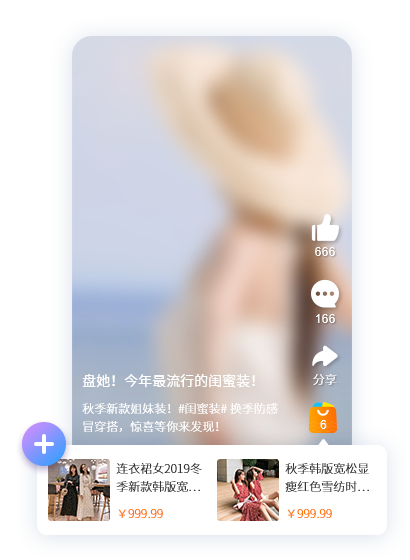 666
166
分享
盘她！今年最流行的闺蜜装！
秋季新款姐妹装！#闺蜜装# 换季防感
冒穿搭，惊喜等你来发现！
6
连衣裙女2019冬
季新款韩版宽...
￥999.99
秋季韩版宽松显
瘦红色雪纺时...
￥999.99